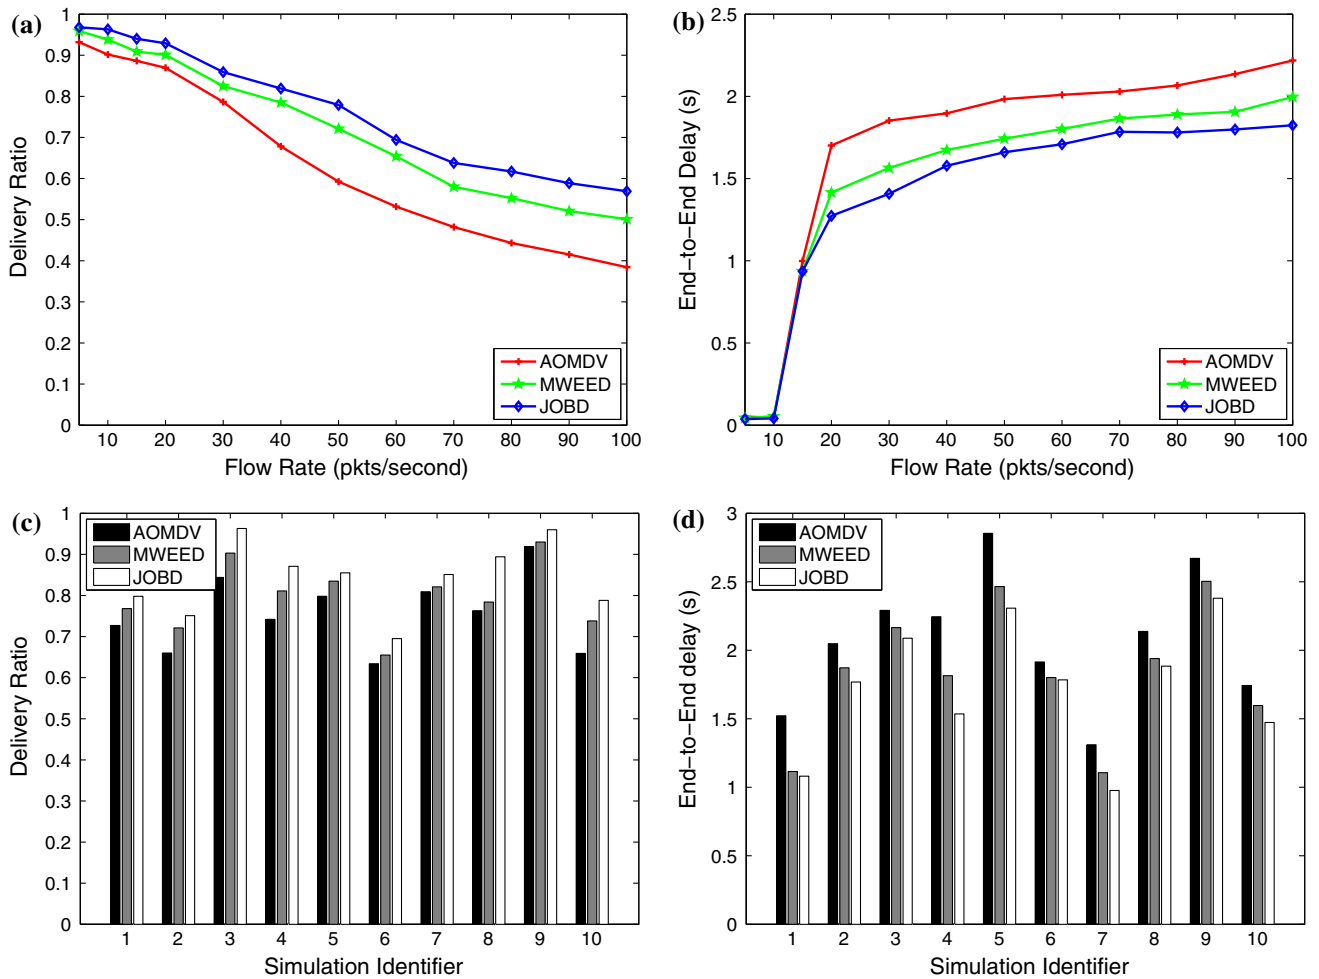 (a)
1
0.9
0.8
0.7
0.6
0.5
0.4
0.3
0.2
0.1
0
Delivery Ratio
AOMDV
MWEED
JOBD
10 20 30 40 50 60 70 80 90 100
Flow Rate (pkts/second)
(b)
2.5
2
1.5
1
0.5
0
End−to−End Delay (s)
AOMDV
MWEED
JOBD
10 20 30 40 50 60 70 80 90 100
Flow Rate (pkts/second)
(c)
1
0.9
0.8
0.7
0.6
0.5
0.4
0.3
0.2
0.1
0
Delivery Ratio
AOMDV
MWEED
JOBD
1 2 3 4 5 6 7 8 9 10
Simulation Identifier
(d)
3
2.5
2
1.5
1
0.5
0
End−to−End delay (s)
AOMDV
MWEED
JOBD
1 2 3 4 5 6 7 8 9 10
Simulation Identifier